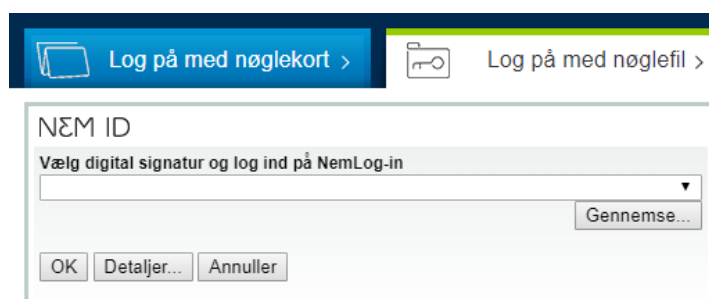 Log på med nøglekort >
Log på med nøglefil >
NEM ID
Vælg digital signatur og log ind på NemLog-in
Gennemse...
OK Detaljer... Annuller